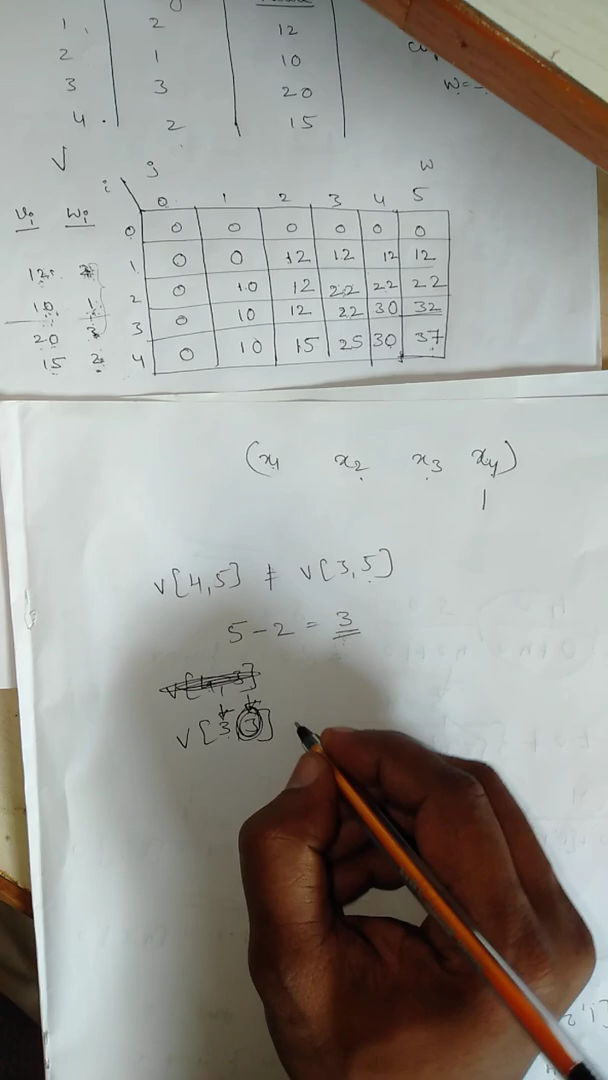 1 2 12
2 1 10
3 3 20
4. 2 15
W=
V i j W
0 1 2 3 4 5
vi wi 0 0 0 0 0 0 0
12 2 1 0 0 12 12 12 12
10 1 2 0 10 12 22 22 22
20 3 3 0 10 12 22 30 32
15 2 4 0 10 15 25 30 37
(x1 x2 x3 x4)
1
V[4,5] ≠ V[3,5]
5-2=3
V[4,3]
V[3,3]